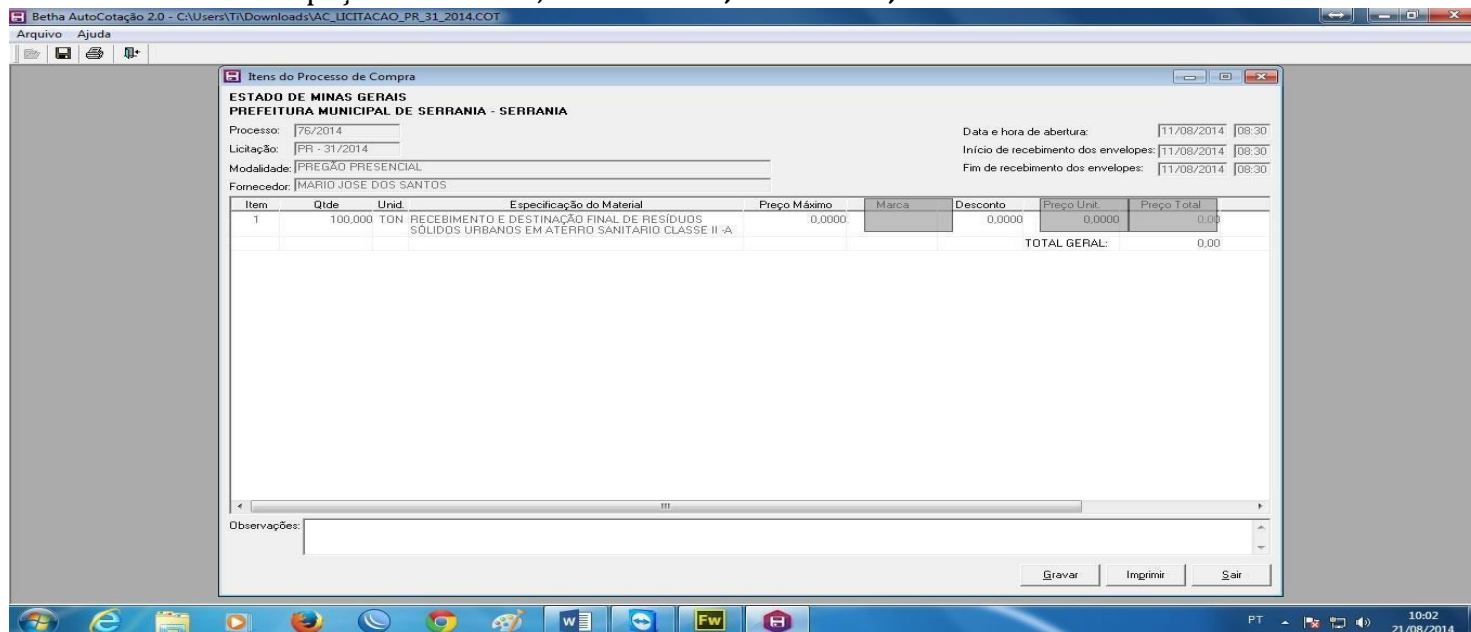 Betha AutoCotação 2.0 - C:\Users\Ti\Downloads\AC_LICITACAO_PR_31_2014.COT
Arquivo Ajuda
Itens do Processo de Compra
ESTADO DE MINAS GERAIS
PREFEITURA MUNICIPAL DE SERRANIA - SERRANIA
Processo: 76/2014 Data e hora de abertura: 11/08/2014 08:30
Licitação: PR - 31/2014 Início de recebimento dos envelopes: 11/08/2014 08:30
Modalidade: PREGÃO PRESENCIAL Fim de recebimento dos envelopes: 11/08/2014 08:30
Fornecedor: MARIO JOSE DOS SANTOS
Item Qtde Unid. Especificação do Material Preço Máximo Marca Desconto Preço Unit. Preço Total
1 100,000 TON RECEBIMENTO E DESTINAÇÃO FINAL DE RESÍDUOS 0,0000 0,0000 0,0000 0,00
SÓLIDOS URBANOS EM ATERRO SANITARIO CLASSE II -A
TOTAL GERAL: 0,00
Observações:
Gravar Imprimir Sair
Fw
PT 10:02
21/08/2014